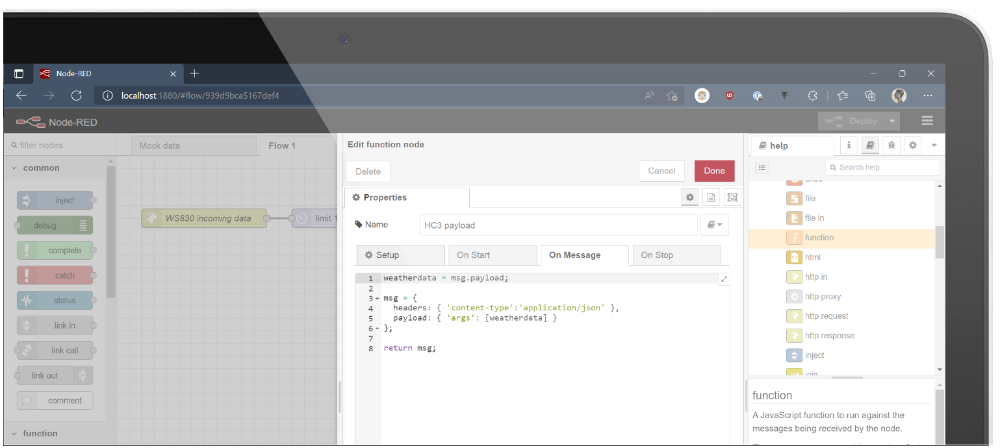 Node-RED
localhost:1880/#flow/939d9bca5167def4
Node-RED
Deploy
filter nodes
common
inject
debug
complete
catch
status
link in
link call
link out
comment
function
Mock data
Flow 1
WS830 incoming data
limit 1
Edit function node
Delete
Cancel
Done
Properties
Name
HC3 payload
Setup
On Start
On Message
On Stop
1 weatherdata = msg.payload;
2
3 msg = {
4 headers: { 'content-type':'application/json' },
5 payload: { 'args': [weatherdata] }
6 };
7
8 return msg;
help
Search help
file
file in
function
html
http in
http proxy
http request
http response
inject
join
function
A JavaScript function to run against the
messages being received by the node.